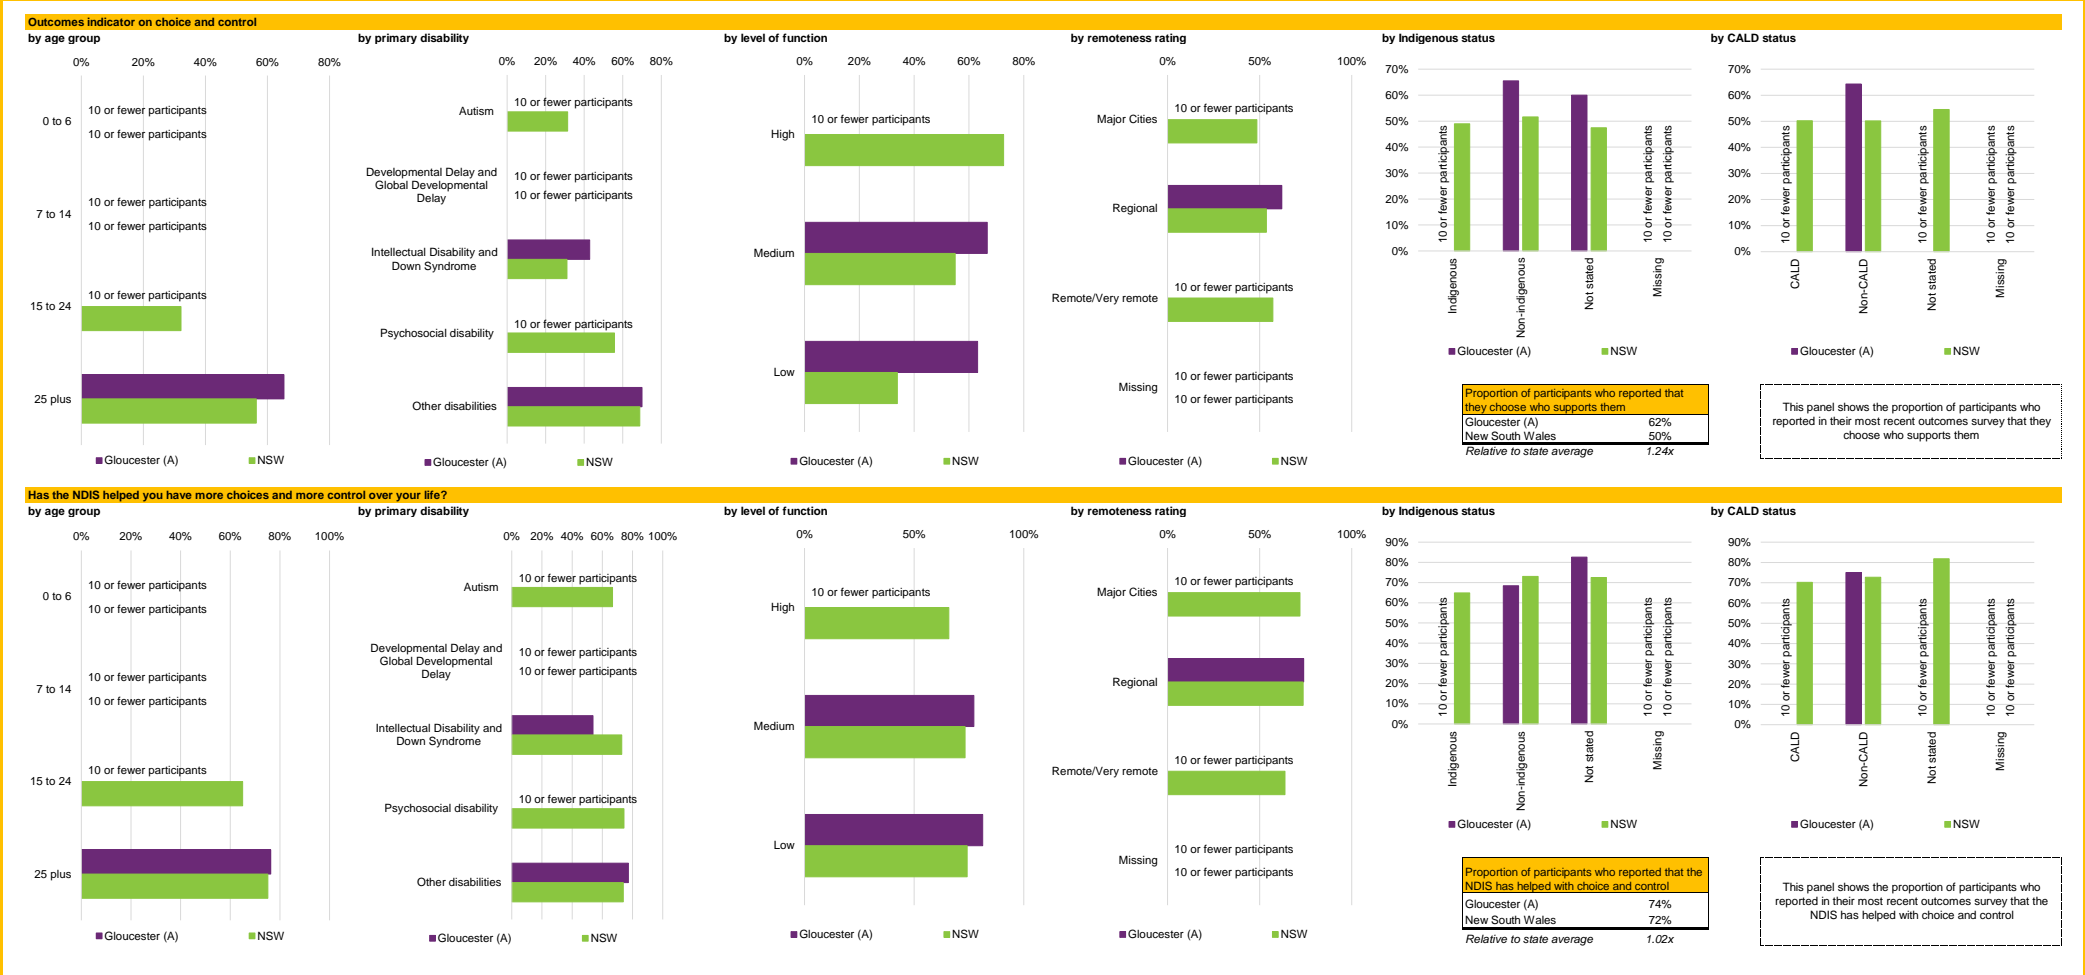 Outcomes indicator on choice and control
by age group
0% 20% 40% 60% 80%
0 to 6
10 or fewer participants
10 or fewer participants
7 to 14
10 or fewer participants
10 or fewer participants
15 to 24
10 or fewer participants
25 plus
Gloucester (A) NSW
by primary disability
0% 20% 40% 60% 80%
Autism
10 or fewer participants
Developmental Delay and
Global Developmental
Delay
10 or fewer participants
10 or fewer participants
Intellectual Disability and
Down Syndrome
Psychosocial disability
10 or fewer participants
Other disabilities
Gloucester (A) NSW
by level of function
0% 20% 40% 60% 80%
High
10 or fewer participants
Medium
Low
Gloucester (A) NSW
by remoteness rating
0% 50% 100%
Major Cities
10 or fewer participants
Regional
Remote/Very remote
10 or fewer participants
Missing
10 or fewer participants
10 or fewer participants
Gloucester (A) NSW
by Indigenous status
70%
60%
50%
40%
30%
20%
10%
0%
10 or fewer participants
10 or fewer participants
10 or fewer participants
Indigenous
Non-indigenous
Not stated
Missing
Gloucester (A) NSW
by CALD status
70%
60%
50%
40%
30%
20%
10%
0%
10 or fewer participants
10 or fewer participants
10 or fewer participants
10 or fewer participants
CALD
Non-CALD
Not stated
Missing
Gloucester (A) NSW
Proportion of participants who reported that
they choose who supports them
Gloucester (A) 62%
New South Wales 50%
Relative to state average 1.24x
This panel shows the proportion of participants who
reported in their most recent outcomes survey that they
choose who supports them
Has the NDIS helped you have more choices and more control over your life?
by age group
0% 20% 40% 60% 80% 100%
0 to 6
10 or fewer participants
10 or fewer participants
7 to 14
10 or fewer participants
10 or fewer participants
15 to 24
10 or fewer participants
25 plus
Gloucester (A) NSW
by primary disability
0% 20% 40% 60% 80% 100%
Autism
10 or fewer participants
Developmental Delay and
Global Developmental
Delay
10 or fewer participants
10 or fewer participants
Intellectual Disability and
Down Syndrome
Psychosocial disability
10 or fewer participants
Other disabilities
Gloucester (A) NSW
by level of function
0% 50% 100%
High
10 or fewer participants
Medium
Low
Gloucester (A) NSW
by remoteness rating
0% 50% 100%
Major Cities
10 or fewer participants
Regional
Remote/Very remote
10 or fewer participants
Missing
10 or fewer participants
10 or fewer participants
Gloucester (A) NSW
by Indigenous status
90%
80%
70%
60%
50%
40%
30%
20%
10%
0%
10 or fewer participants
10 or fewer participants
10 or fewer participants
Indigenous
Non-indigenous
Not stated
Missing
Gloucester (A) NSW
by CALD status
90%
80%
70%
60%
50%
40%
30%
20%
10%
0%
10 or fewer participants
10 or fewer participants
10 or fewer participants
10 or fewer participants
CALD
Non-CALD
Not stated
Missing
Gloucester (A) NSW
Proportion of participants who reported that the
NDIS has helped with choice and control
Gloucester (A) 74%
New South Wales 72%
Relative to state average 1.02x
This panel shows the proportion of participants who
reported in their most recent outcomes survey that the
NDIS has helped with choice and control